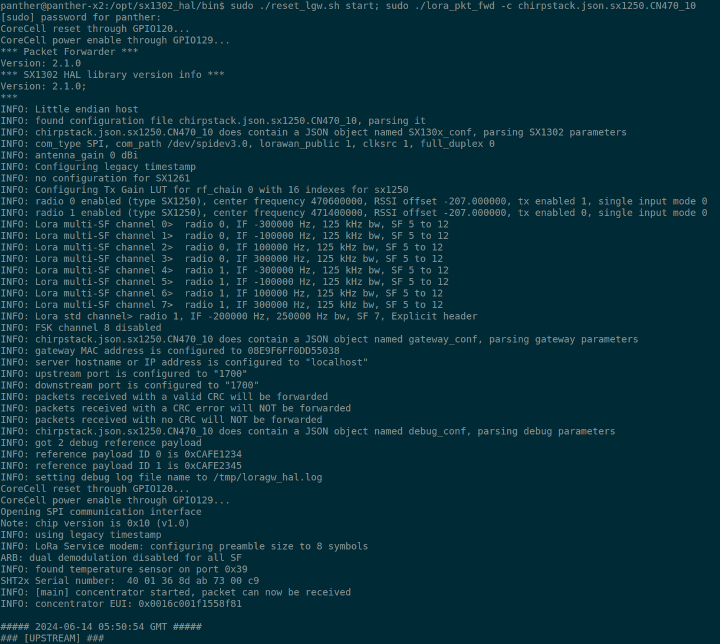 panther@panther-x2:/opt/sx1302_hal/bin$ sudo ./reset_lgw.sh start; sudo ./lora_pkt_fwd -c chirpstack.json.sx1250.CN470_10
[sudo] password for panther:
CoreCell reset through GPIO120...
CoreCell power enable through GPIO129...
*** Packet Forwarder ***
Version: 2.1.0
*** SX1302 HAL library version info ***
Version: 2.1.0;
***
INFO: Little endian host
INFO: found configuration file chirpstack.json.sx1250.CN470_10, parsing it
INFO: chirpstack.json.sx1250.CN470_10 does contain a JSON object named SX130x_conf, parsing SX1302 parameters
INFO: com_type SPI, com_path /dev/spidev3.0, lorawan_public 1, clksrc 1, full_duplex 0
INFO: antenna_gain 0 dBi
INFO: Configuring legacy timestamp
INFO: no configuration for SX1261
INFO: Configuring Tx Gain LUT for rf_chain 0 with 16 indexes for sx1250
INFO: radio 0 enabled (type SX1250), center frequency 470600000, RSSI offset -207.000000, tx enabled 1, single input mode 0
INFO: radio 1 enabled (type SX1250), center frequency 471400000, RSSI offset -207.000000, tx enabled 0, single input mode 0
INFO: Lora multi-SF channel 0>  radio 0, IF -300000 Hz, 125 kHz bw, SF 5 to 12
INFO: Lora multi-SF channel 1>  radio 0, IF -100000 Hz, 125 kHz bw, SF 5 to 12
INFO: Lora multi-SF channel 2>  radio 0, IF 100000 Hz, 125 kHz bw, SF 5 to 12
INFO: Lora multi-SF channel 3>  radio 0, IF 300000 Hz, 125 kHz bw, SF 5 to 12
INFO: Lora multi-SF channel 4>  radio 1, IF -300000 Hz, 125 kHz bw, SF 5 to 12
INFO: Lora multi-SF channel 5>  radio 1, IF -100000 Hz, 125 kHz bw, SF 5 to 12
INFO: Lora multi-SF channel 6>  radio 1, IF 100000 Hz, 125 kHz bw, SF 5 to 12
INFO: Lora multi-SF channel 7>  radio 1, IF 300000 Hz, 125 kHz bw, SF 5 to 12
INFO: Lora std channel> radio 1, IF -200000 Hz, 250000 Hz bw, SF 7, Explicit header
INFO: FSK channel 8 disabled
INFO: chirpstack.json.sx1250.CN470_10 does contain a JSON object named gateway_conf, parsing gateway parameters
INFO: gateway MAC address is configured to 08E9F6FF0DD55038
INFO: server hostname or IP address is configured to "localhost"
INFO: upstream port is configured to "1700"
INFO: downstream port is configured to "1700"
INFO: packets received with a valid CRC will be forwarded
INFO: packets received with a CRC error will NOT be forwarded
INFO: packets received with no CRC will NOT be forwarded
INFO: chirpstack.json.sx1250.CN470_10 does contain a JSON object named debug_conf, parsing debug parameters
INFO: got 2 debug reference payload
INFO: reference payload ID 0 is 0xCAFE1234
INFO: reference payload ID 1 is 0xCAFE2345
INFO: setting debug log file name to /tmp/loragw_hal.log
CoreCell reset through GPIO120...
CoreCell power enable through GPIO129...
Opening SPI communication interface
Note: chip version is 0x10 (v1.0)
INFO: using legacy timestamp
INFO: LoRa Service modem: configuring preamble size to 8 symbols
ARB: dual demodulation disabled for all SF
INFO: found temperature sensor on port 0x39
SHT2x Serial number:  40 01 36 8d ab 73 00 c9
INFO: [main] concentrator started, packet can now be received
INFO: concentrator EUI: 0x0016c001f1558f81

##### 2024-06-14 05:50:54 GMT #####
### [UPSTREAM] ###